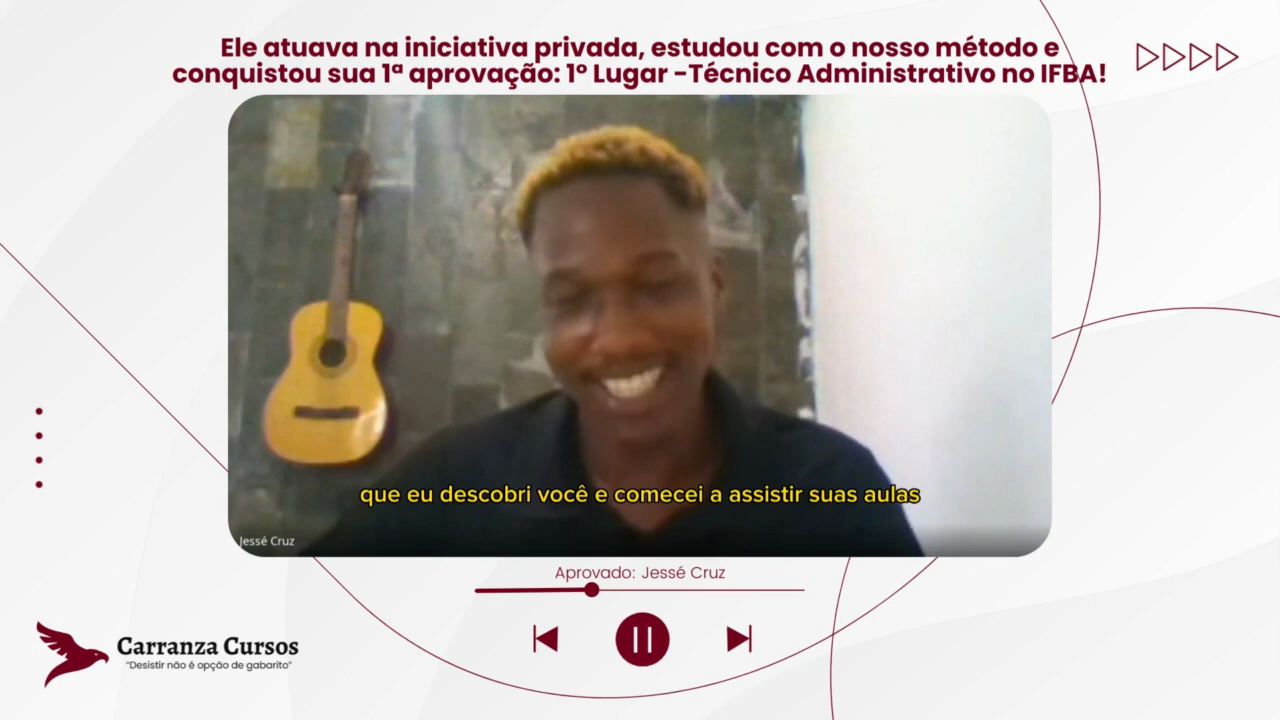 Ele atuava na iniciativa privada, estudou com o nosso método e
conquistou sua 1ª aprovação: 1º Lugar -Técnico Administrativo no IFBA!
que eu descobri você e comecei a assistir suas aulas
Jessé Cruz
Aprovado: Jessé Cruz
Carranza Cursos
"Desistir não é opção de gabarito"